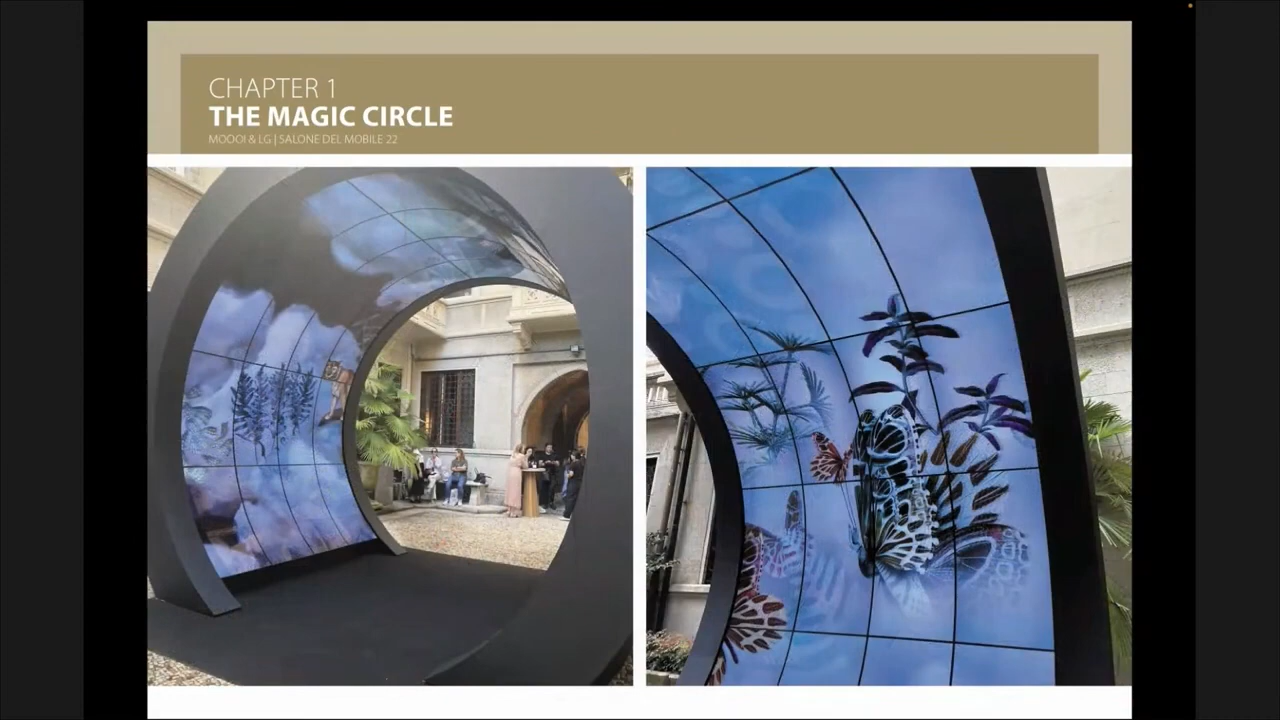 CHAPTER 1
THE MAGIC CIRCLE
MOOOI & LG | SALONE DEL MOBILE 22